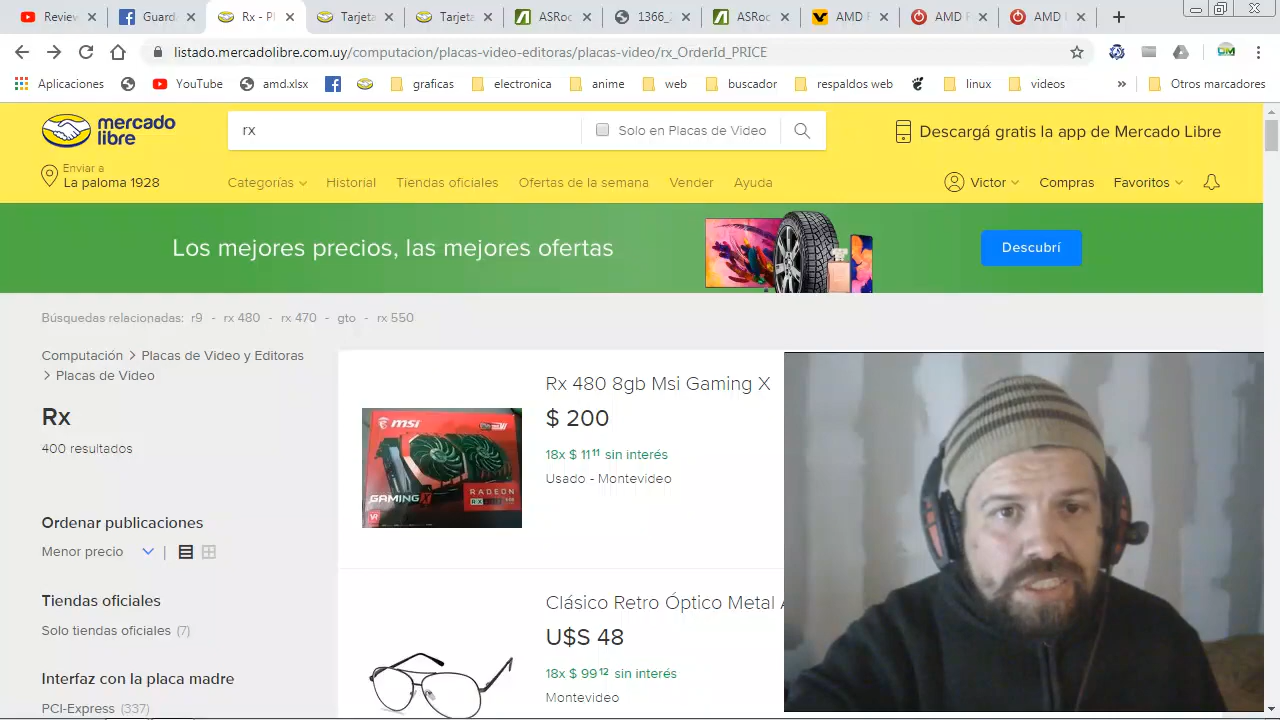 Review
Guard
Rx - Pl
Tarjeta
Tarjeta
ASRoc
1366_
ASRoc
AMD F
AMD F
AMD
listado.mercadolibre.com.uy/computacion/placas-video-editoras/placas-video/rx_OrderId_PRICE
Aplicaciones YouTube amd.xlsx graficas electronica anime web buscador respaldos web linux videos » Otros marcadores
mercado
libre
rx
Solo en Placas de Video
Descargá gratis la app de Mercado Libre
Enviar a
La paloma 1928
Categorías Historial Tiendas oficiales Ofertas de la semana Vender Ayuda
Victor Compras Favoritos
Los mejores precios, las mejores ofertas
Descubrí
Búsquedas relacionadas: r9 - rx 480 - rx 470 - gto - rx 550
Computación > Placas de Video y Editoras
> Placas de Video
Rx
400 resultados
Ordenar publicaciones
Menor precio
Tiendas oficiales
Solo tiendas oficiales (7)
Interfaz con la placa madre
PCI-Express (337)
msi
GAMING X
RADEON
RX
Rx 480 8gb Msi Gaming X
$ 200
18x $ 11 11 sin interés
Usado - Montevideo
Clásico Retro Óptico Metal
U$S 48
18x $ 99 12 sin interés
Montevideo